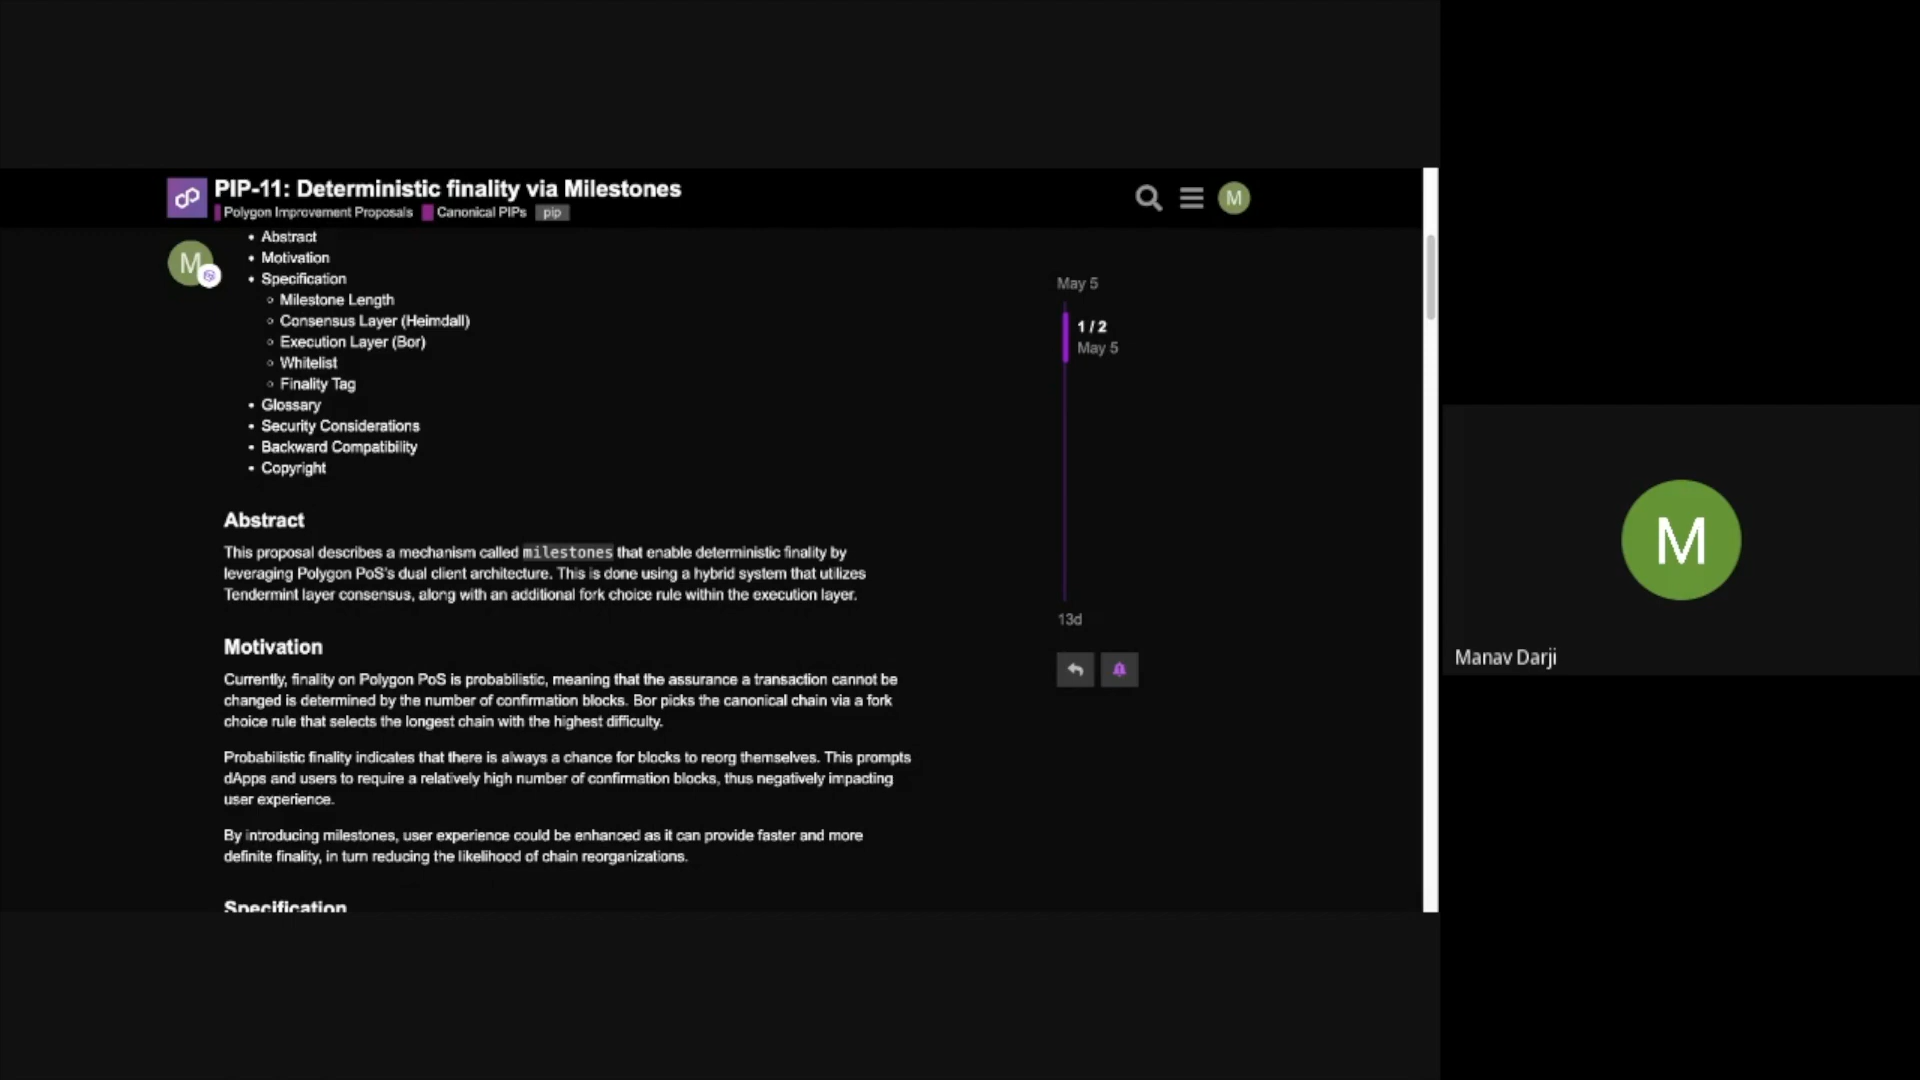 PIP-11: Deterministic finality via Milestones
Polygon Improvement Proposals Canonical PIPs pip
M
M
• Abstract
• Motivation
• Specification
◦ Milestone Length
◦ Consensus Layer (Heimdall)
◦ Execution Layer (Bor)
◦ Whitelist
◦ Finality Tag
• Glossary
• Security Considerations
• Backward Compatibility
• Copyright
May 5
1 / 2
May 5
13d
Abstract
This proposal describes a mechanism called milestones that enable deterministic finality by
leveraging Polygon PoS's dual client architecture. This is done using a hybrid system that utilizes
Tendermint layer consensus, along with an additional fork choice rule within the execution layer.
Motivation
Currently, finality on Polygon PoS is probabilistic, meaning that the assurance a transaction cannot be
changed is determined by the number of confirmation blocks. Bor picks the canonical chain via a fork
choice rule that selects the longest chain with the highest difficulty.
Probabilistic finality indicates that there is always a chance for blocks to reorg themselves. This prompts
dApps and users to require a relatively high number of confirmation blocks, thus negatively impacting
user experience.
By introducing milestones, user experience could be enhanced as it can provide faster and more
definite finality, in turn reducing the likelihood of chain reorganizations.
Specification
M
Manav Darji